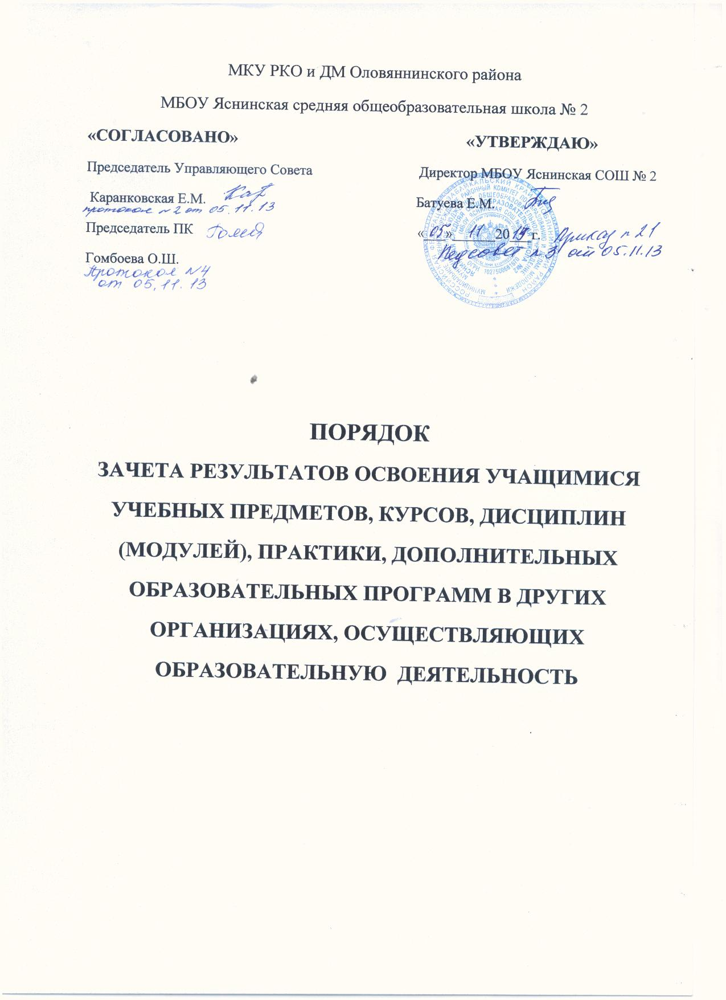 МКУ РКО и ДМ Оловяннинского района
МБОУ Яснинская средняя общеобразовательная школа № 2
«СОГЛАСОВАНО»
Председатель Управляющего Совета
Каранковская Е.М.
протокол №2 от 05.11.13
Председатель ПК
Гомбоева О.Ш.
Протокол №4
от 05.11.13
«УТВЕРЖДАЮ»
Директор МБОУ Яснинская СОШ № 2
Батуева Е.М.
«05» 11 20 г. Приказ №21
Педсовет №3 от 05.11.13
ПОРЯДОК
ЗАЧЕТА РЕЗУЛЬТАТОВ ОСВОЕНИЯ УЧАЩИМИСЯ
УЧЕБНЫХ ПРЕДМЕТОВ, КУРСОВ, ДИСЦИПЛИН
(МОДУЛЕЙ), ПРАКТИКИ, ДОПОЛНИТЕЛЬНЫХ
ОБРАЗОВАТЕЛЬНЫХ ПРОГРАММ В ДРУГИХ
ОРГАНИЗАЦИЯХ, ОСУЩЕСТВЛЯЮЩИХ
ОБРАЗОВАТЕЛЬНУЮ ДЕЯТЕЛЬНОСТЬ